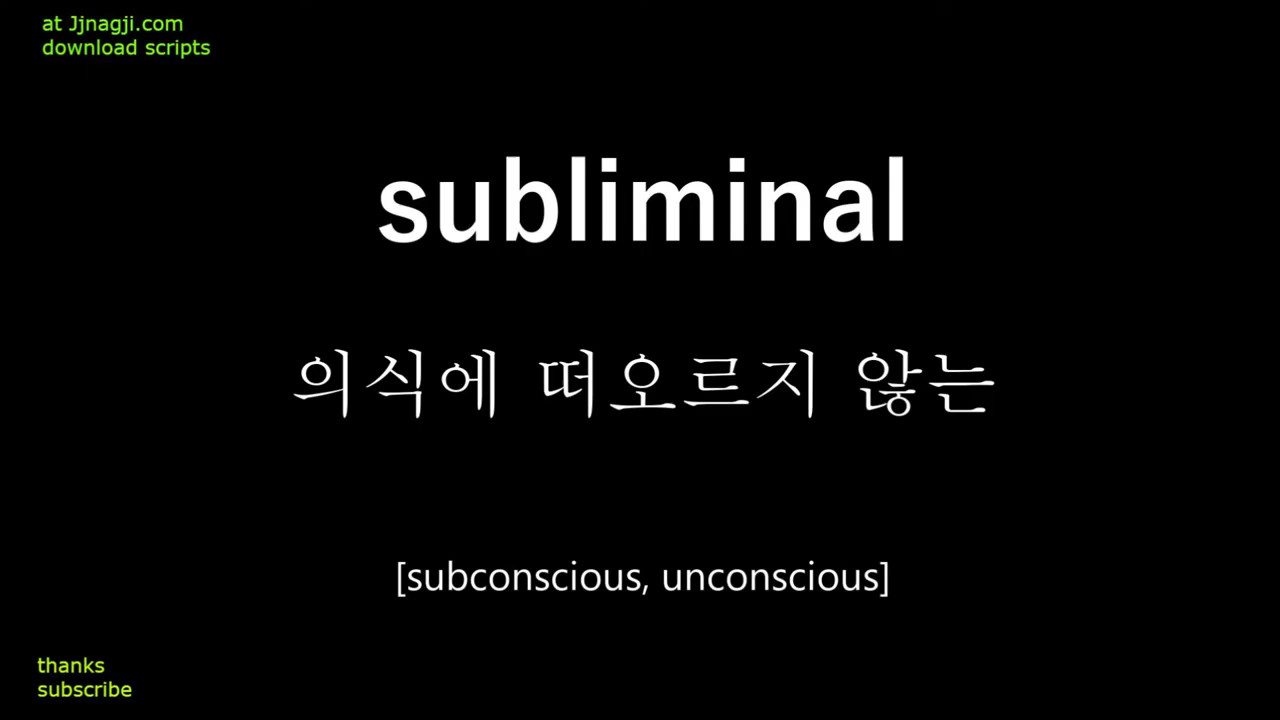 at Jjnagji.com
download scripts
subliminal
의식에 떠오르지 않는
[subconscious, unconscious]
thanks
subscribe